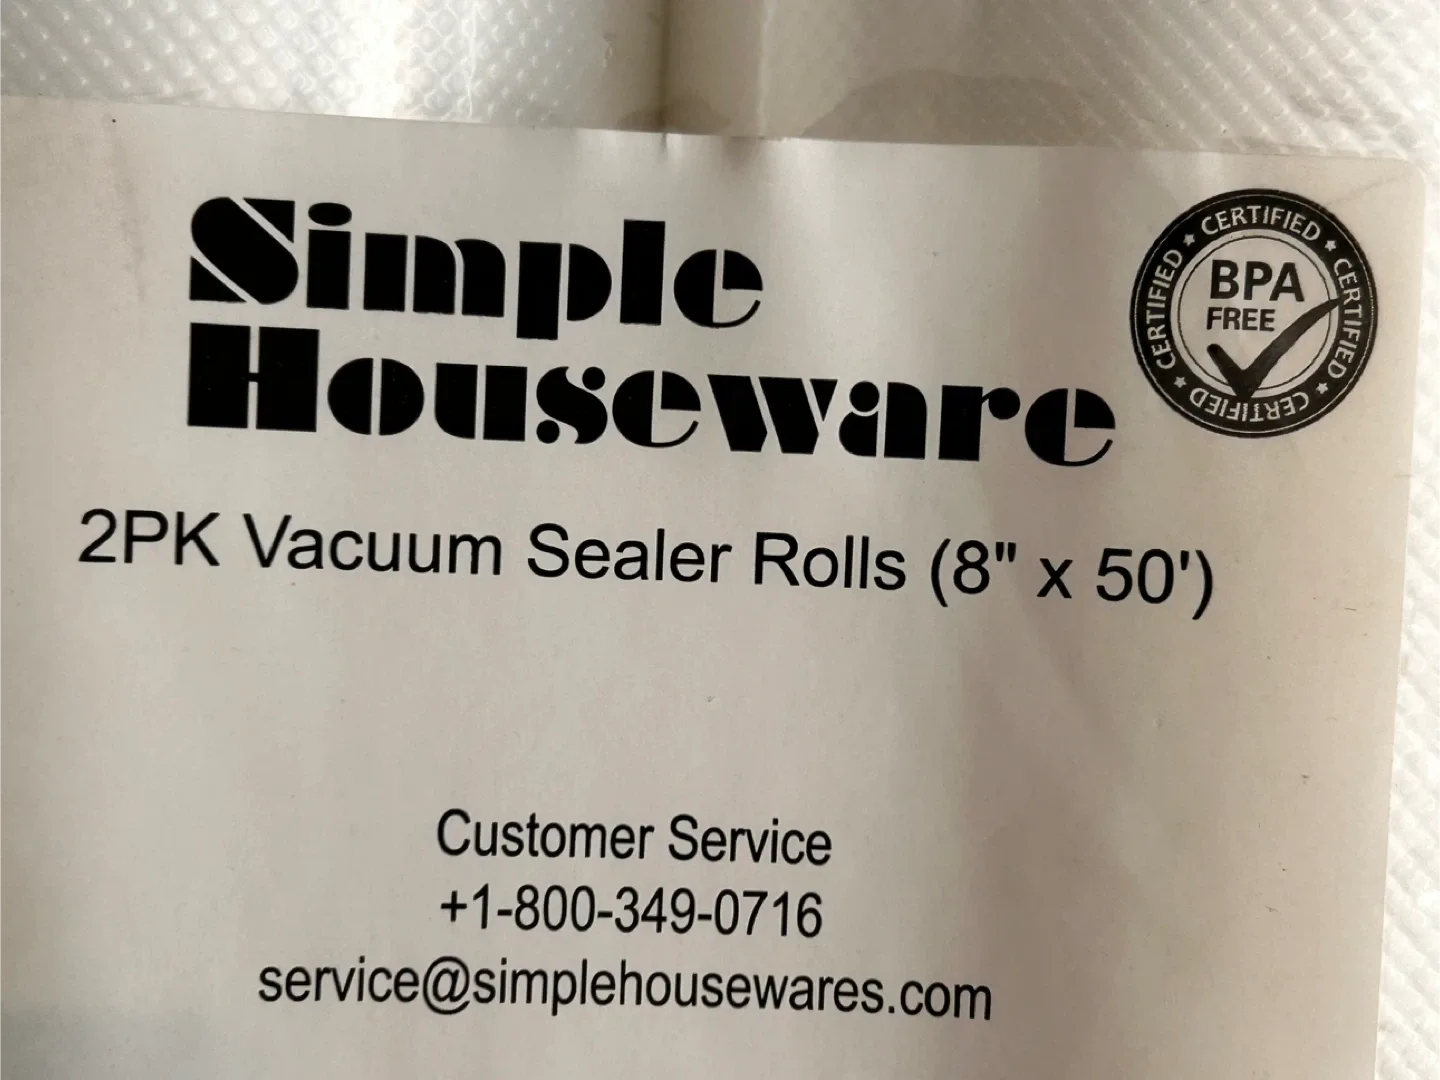 Simple
Houseware
CERTIFIED ★ CERTIFIED ★ CERTIFIED ★ CERTIFIED ★
BPA
FREE
2PK Vacuum Sealer Rolls (8" x 50')
Customer Service
+1-800-349-0716
service@simplehousewares.com